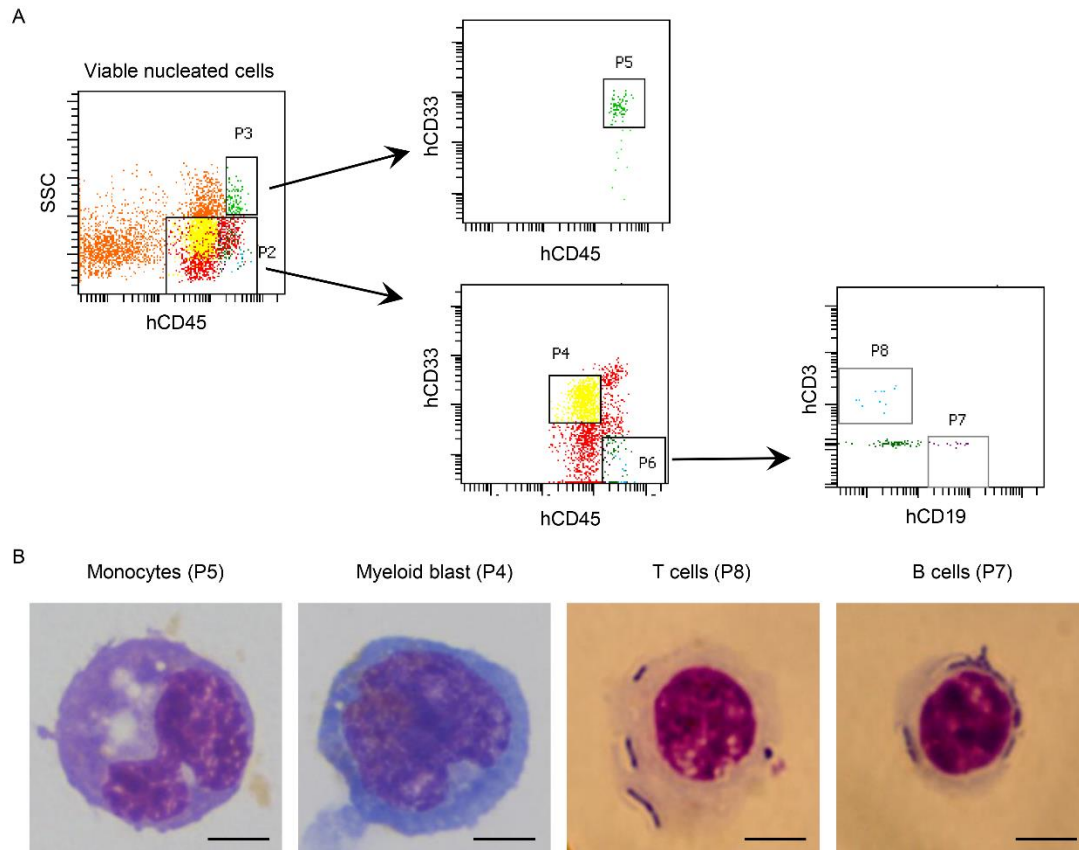 A
Viable nucleated cells
P3
SSC
P2
hCD45
P5
hCD33
hCD45
P4
hCD33
P6
hCD45
P8
hCD3
P7
hCD19
B
Monocytes (P5)
Myeloid blast (P4)
T cells (P8)
B cells (P7)